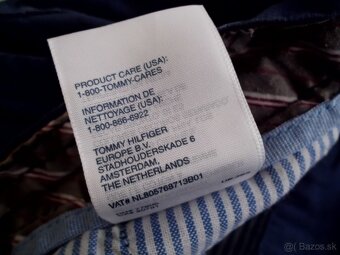 PRODUCT CARE (USA):
1-800-TOMMY-CARES
INFORMATION DE
NETTOYAGE (USA):
1-800-866-6922
TOMMY HILFIGER
EUROPE B.V.
STADHOUDERSKADE 6
AMSTERDAM,
THE NETHERLANDS
VAT# NL805769713B01
Bazos.sk